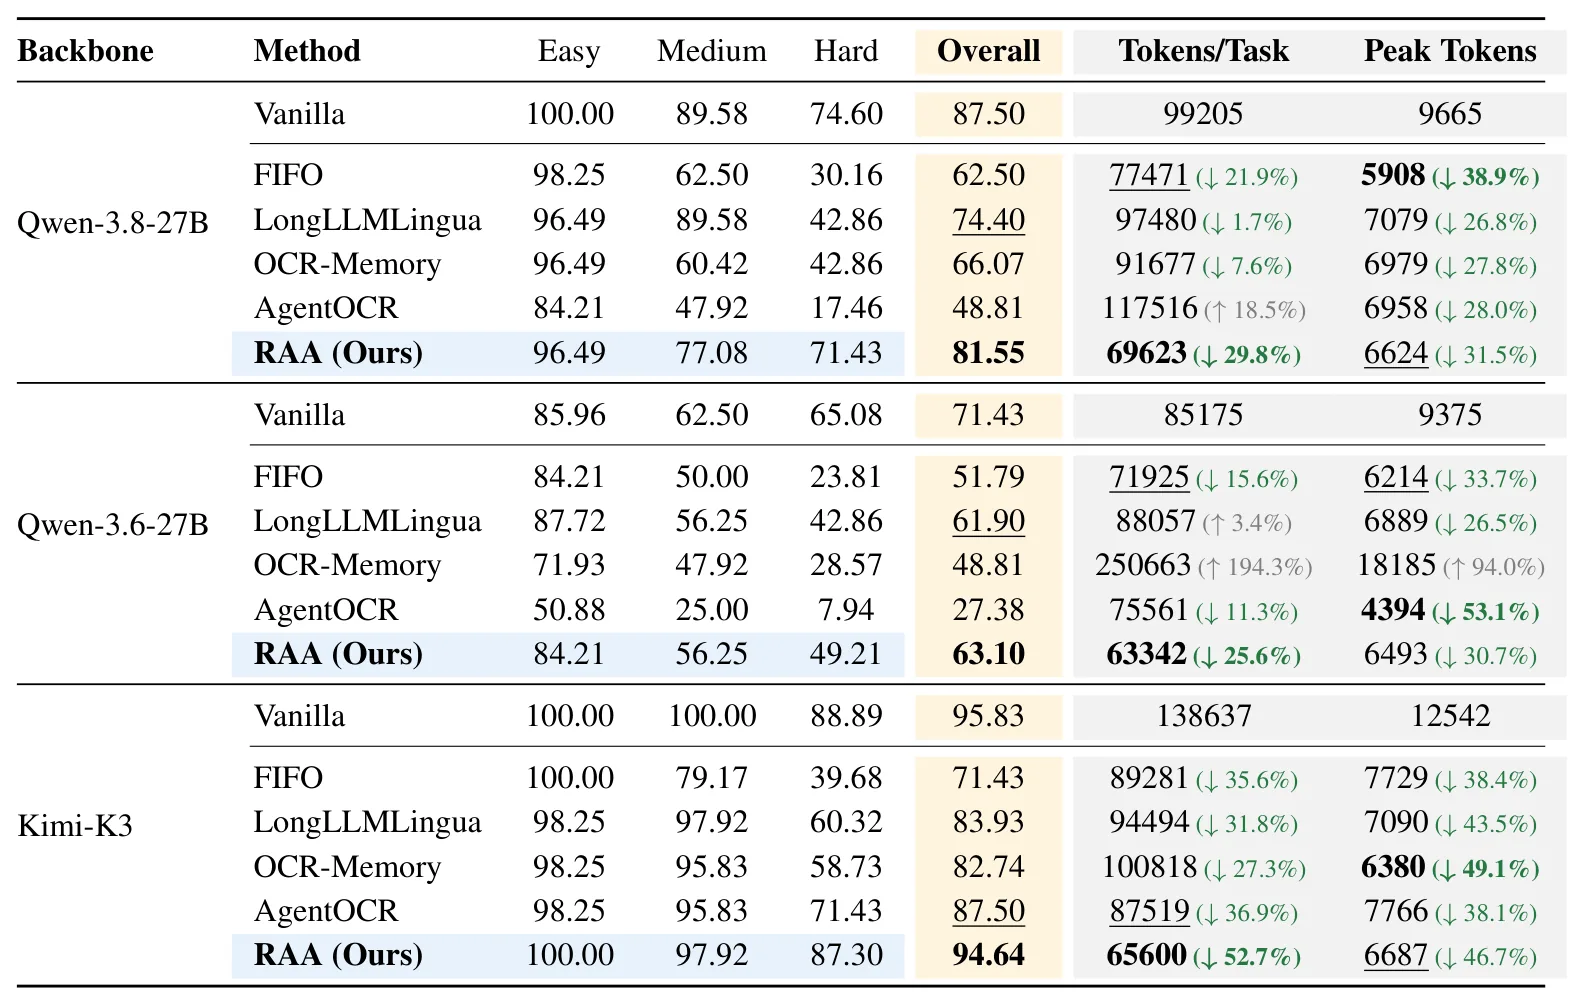 Backbone Method Easy Medium Hard Overall Tokens/Task Peak Tokens
Vanilla 100.00 89.58 74.60 87.50 99205 9665
FIFO 98.25 62.50 30.16 62.50 77471 (↓ 21.9%) 5908 (↓ 38.9%)
Qwen-3.8-27B
LongLLMLingua 96.49 89.58 42.86 74.40 97480 (↓ 1.7%) 7079 (↓ 26.8%)
OCR-Memory 96.49 60.42 42.86 66.07 91677 (↓ 7.6%) 6979 (↓ 27.8%)
AgentOCR 84.21 47.92 17.46 48.81 117516 (↑ 18.5%) 6958 (↓ 28.0%)
RAA (Ours) 96.49 77.08 71.43 81.55 69623 (↓ 29.8%) 6624 (↓ 31.5%)
Vanilla 85.96 62.50 65.08 71.43 85175 9375
FIFO 84.21 50.00 23.81 51.79 71925 (↓ 15.6%) 6214 (↓ 33.7%)
Qwen-3.6-27B
LongLLMLingua 87.72 56.25 42.86 61.90 88057 (↑ 3.4%) 6889 (↓ 26.5%)
OCR-Memory 71.93 47.92 28.57 48.81 250663 (↑ 194.3%) 18185 (↑ 94.0%)
AgentOCR 50.88 25.00 7.94 27.38 75561 (↓ 11.3%) 4394 (↓ 53.1%)
RAA (Ours) 84.21 56.25 49.21 63.10 63342 (↓ 25.6%) 6493 (↓ 30.7%)
Vanilla 100.00 100.00 88.89 95.83 138637 12542
FIFO 100.00 79.17 39.68 71.43 89281 (↓ 35.6%) 7729 (↓ 38.4%)
Kimi-K3
LongLLMLingua 98.25 97.92 60.32 83.93 94494 (↓ 31.8%) 7090 (↓ 43.5%)
OCR-Memory 98.25 95.83 58.73 82.74 100818 (↓ 27.3%) 6380 (↓ 49.1%)
AgentOCR 98.25 95.83 71.43 87.50 87519 (↓ 36.9%) 7766 (↓ 38.1%)
RAA (Ours) 100.00 97.92 87.30 94.64 65600 (↓ 52.7%) 6687 (↓ 46.7%)